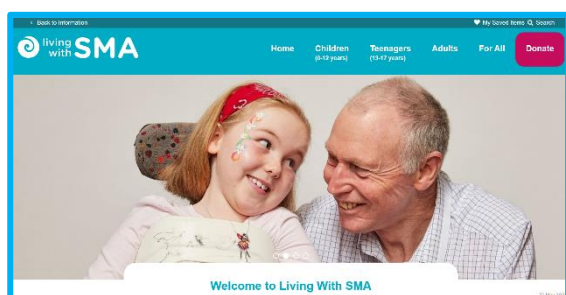 < Back to Information
My Saved Items Search
living with SMA
Home
Children
(0-12 years)
Teenagers
(13-17 years)
Adults
For All
Donate
Welcome to Living With SMA